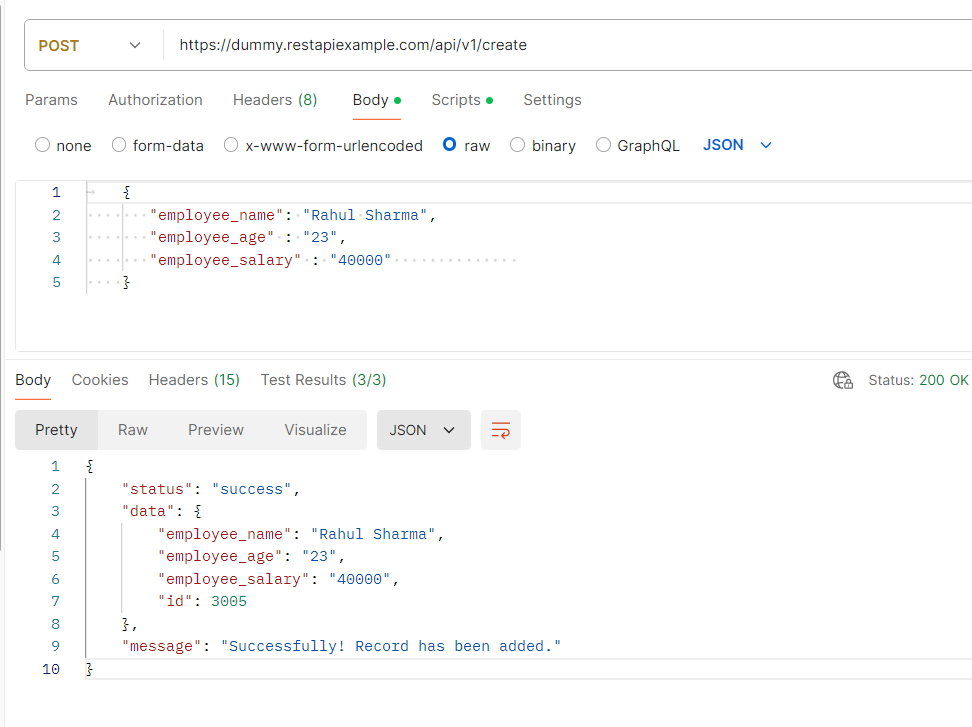 POST https://dummy.restapiexample.com/api/v1/create
Params Authorization Headers (8) Body Scripts Settings
none form-data x-www-form-urlencoded raw binary GraphQL JSON
1 {
2 "employee_name": "Rahul Sharma",
3 "employee_age" : "23",
4 "employee_salary" : "40000"
5 }
Body Cookies Headers (15) Test Results (3/3) Status: 200 OK
Pretty Raw Preview Visualize JSON
1 {
2 "status": "success",
3 "data": {
4 "employee_name": "Rahul Sharma",
5 "employee_age": "23",
6 "employee_salary": "40000",
7 "id": 3005
8 },
9 "message": "Successfully! Record has been added."
10 }